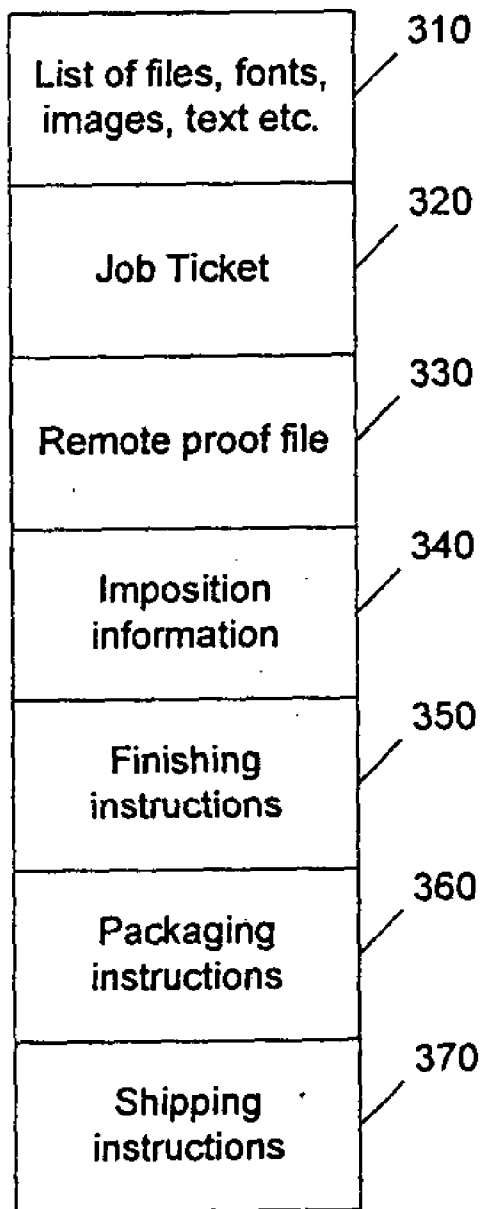 310
List of files, fonts,
images, text etc.
320
Job Ticket
330
Remote proof file
340
Imposition
information
350
Finishing
instructions
360
Packaging
instructions
370
Shipping
instructions